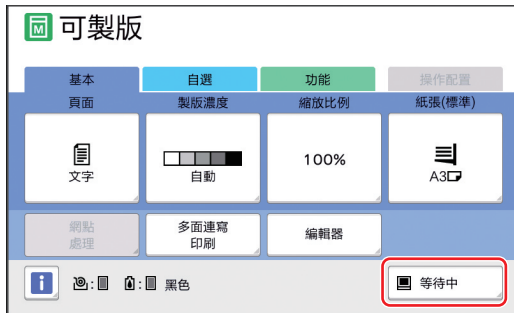 M 可製版
基本 自選 功能 操作配置
頁面 製版濃度 縮放比例 紙張(標準)
文字 自動 100% A3
網點
處理
多面連寫
印刷
編輯器
i : : 黑色 等待中